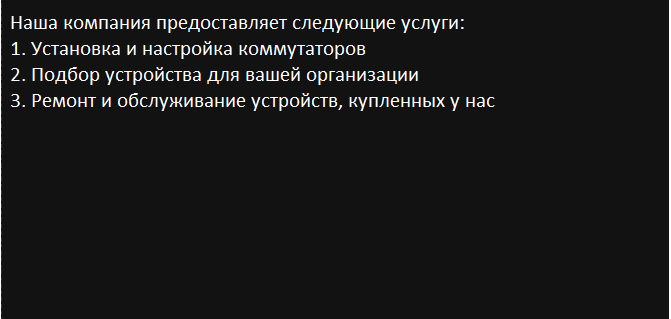 Наша компания предоставляет следующие услуги:
1. Установка и настройка коммутаторов
2. Подбор устройства для вашей организации
3. Ремонт и обслуживание устройств, купленных у нас